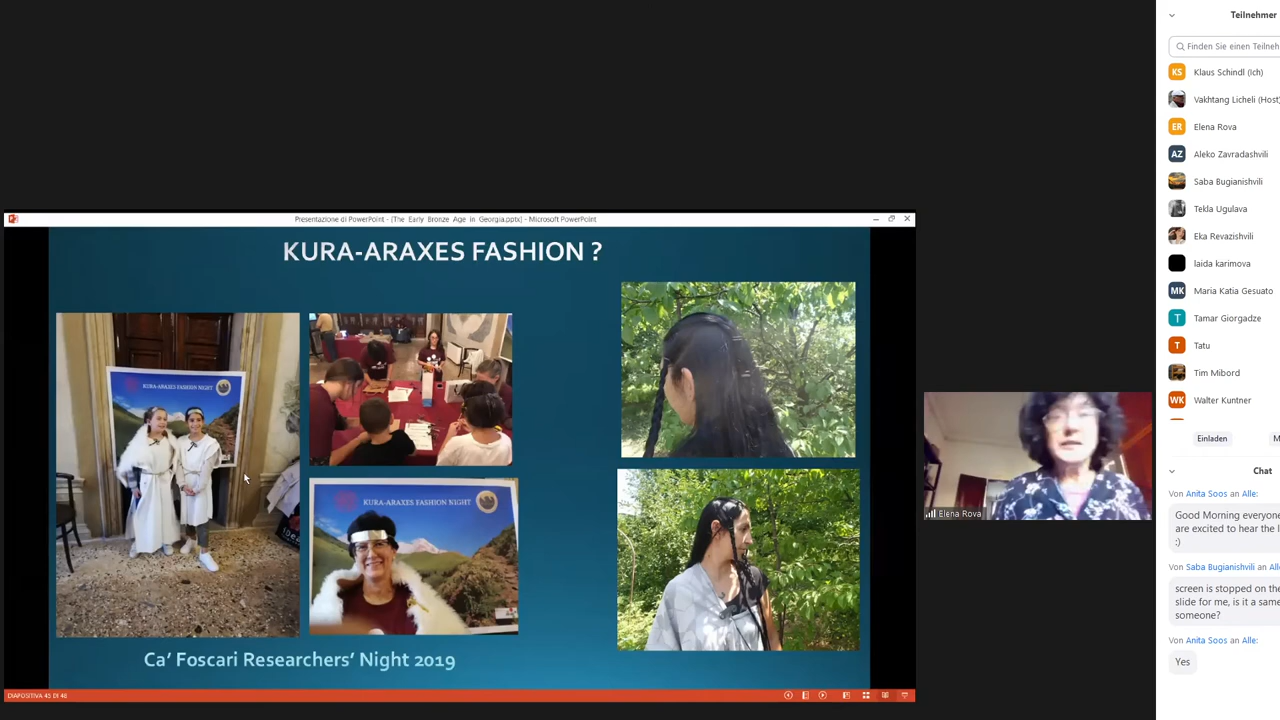 Presentazione di PowerPoint - [The Early Bronze Age in Georgia.pptx] - Microsoft PowerPoint
KURA-ARAXES FASHION ?
KURA-ARAXES FASHION NIGHT
KURA-ARAXES FASHION NIGHT
Ca' Foscari Researchers' Night 2019
DIAPOSITIVA 45 DI 48
Elena Rova
Teilnehmer
Finden Sie einen Teilneh
KS Klaus Schindl (Ich)
Vakhtang Licheli (Host)
ER Elena Rova
AZ Aleko Zavradashvili
Saba Bugianishvili
Tekla Ugulava
Eka Revazishvili
laida karimova
MK Maria Katia Gesuato
T Tamar Giorgadze
T Tatu
Tim Mibord
WK Walter Kuntner
Einladen M
Chat
Von Anita Soos an Alle:
Good Morning everyone
are excited to hear the l
:)
Von Saba Bugianishvili an Alle
screen is stopped on the
slide for me, is it a same
someone?
Von Anita Soos an Alle:
Yes